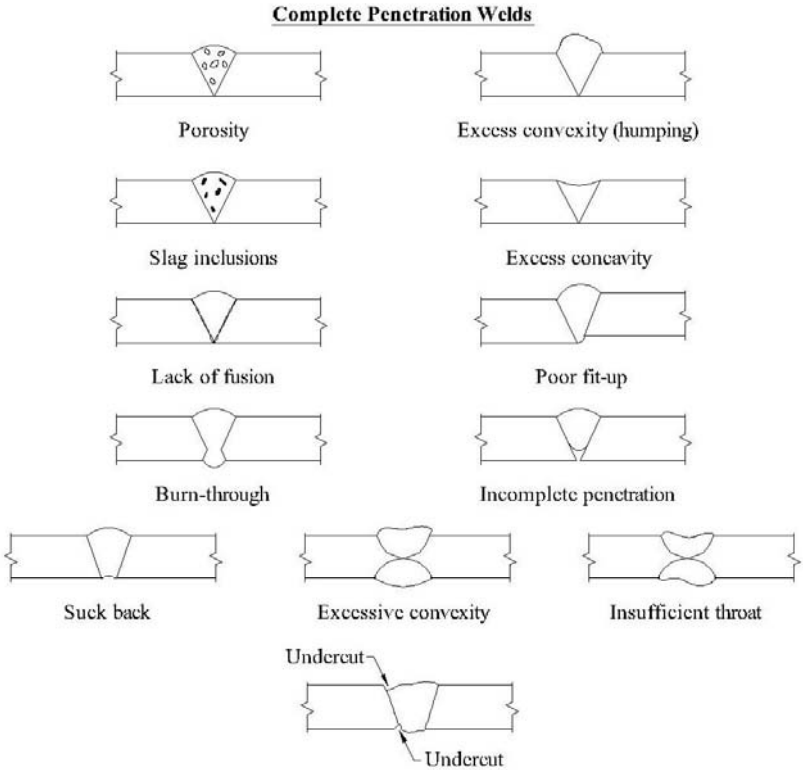 Complete Penetration Welds
Porosity
Excess convexity (humping)
Slag inclusions
Excess concavity
Lack of fusion
Poor fit-up
Burn-through
Incomplete penetration
Suck back
Excessive convexity
Insufficient throat
Undercut
Undercut